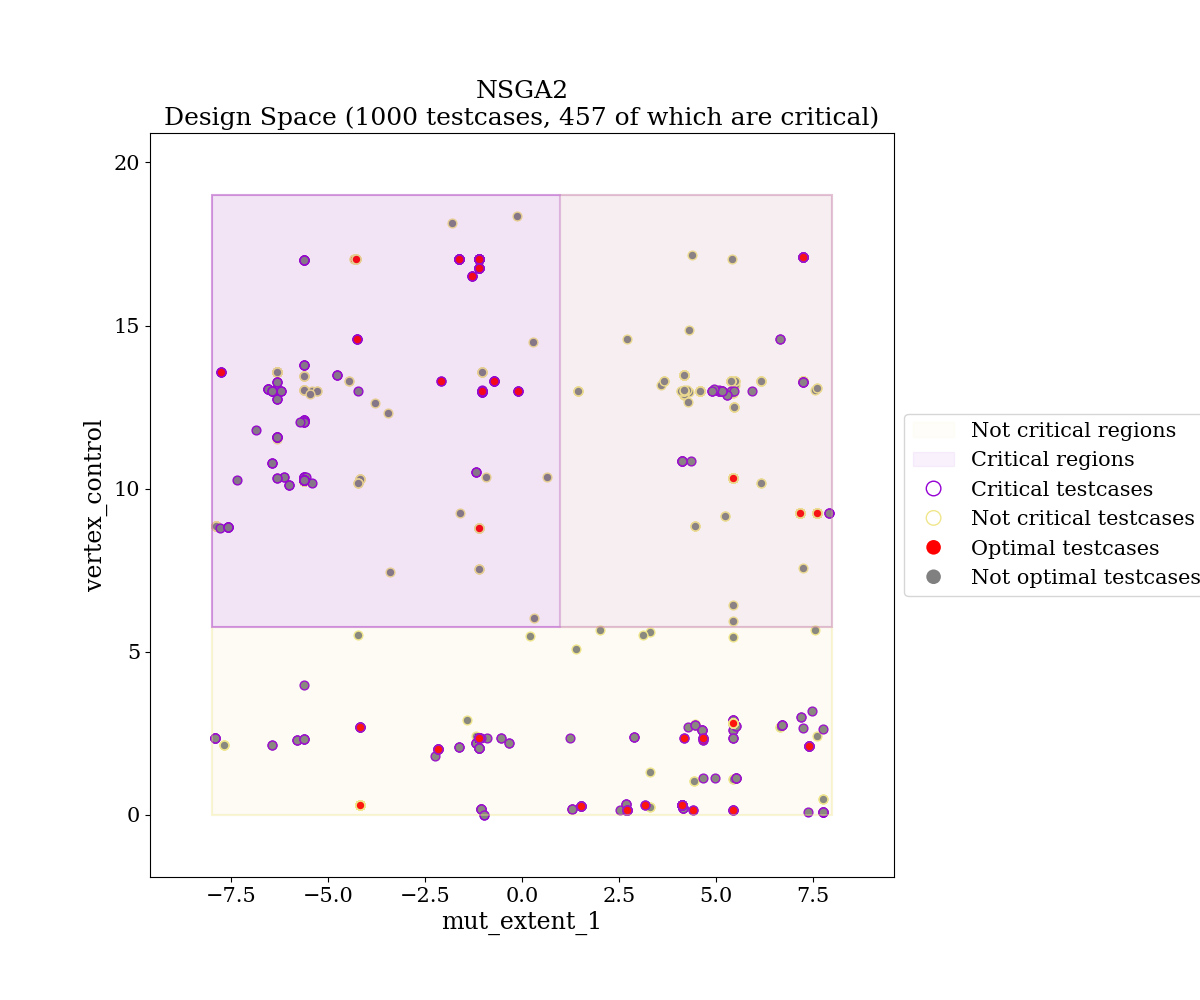 NSGA2
Design Space (1000 testcases, 457 of which are critical)
20
15
10
5
0
vertex_control
−7.5 −5.0 −2.5 0.0 2.5 5.0 7.5
mut_extent_1
Not critical regions
Critical regions
Critical testcases
Not critical testcases
Optimal testcases
Not optimal testcases